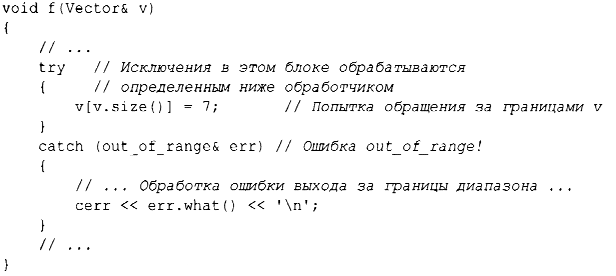 void f(Vector& v)
{
// ...
try // Исключения в этом блоке обрабатываются
{ // определенным ниже обработчиком
v[v.size()] = 7; // Попытка обращения за границами v
}
catch (out_of_range& err) // Ошибка out_of_range!
{
// ... Обработка ошибки выхода за границы диапазона ...
cerr << err.what() << '\n';
}
// ...
}